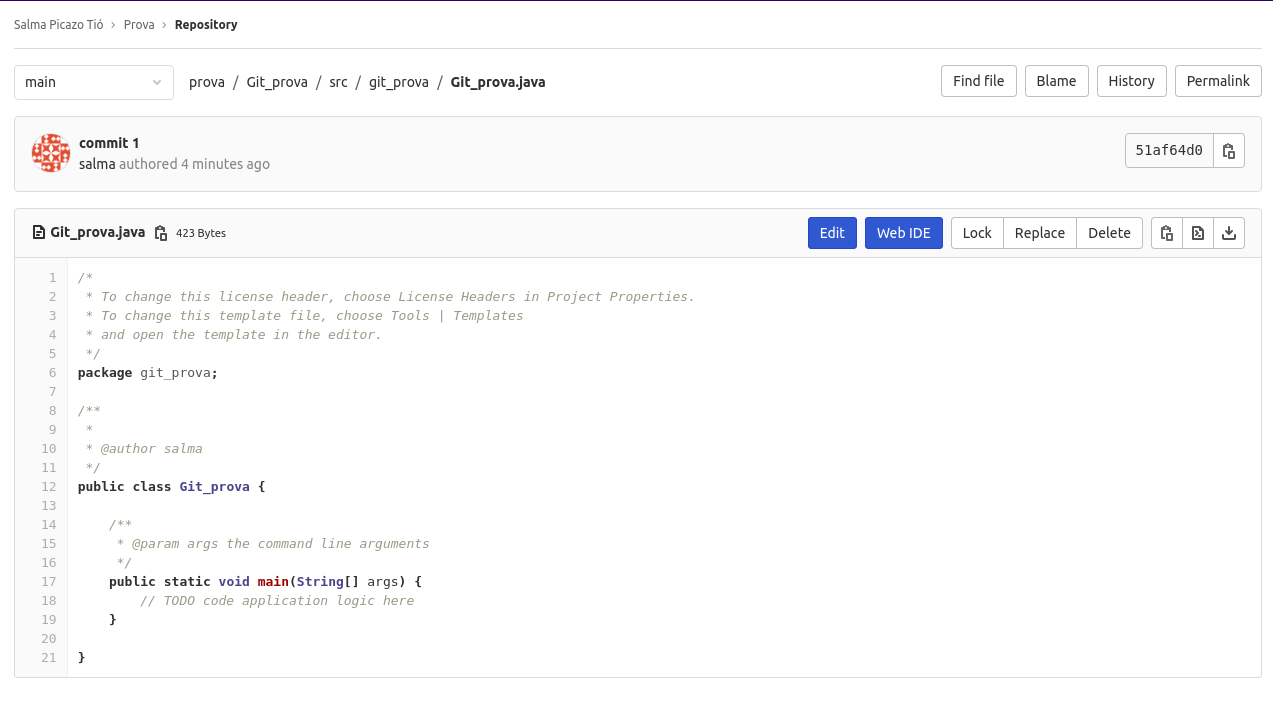 Salma Picazo Tió › Prova › Repository
main prova / Git_prova / src / git_prova / Git_prova.java Find file Blame History Permalink
commit 1
salma authored 4 minutes ago
51af64d0
Git_prova.java 423 Bytes Edit Web IDE Lock Replace Delete
1 /*
2  * To change this license header, choose License Headers in Project Properties.
3  * To change this template file, choose Tools | Templates
4  * and open the template in the editor.
5  */
6 package git_prova;
7
8 /**
9  *
10  * @author salma
11  */
12 public class Git_prova {
13
14     /**
15      * @param args the command line arguments
16      */
17     public static void main(String[] args) {
18         // TODO code application logic here
19     }
20
21 }